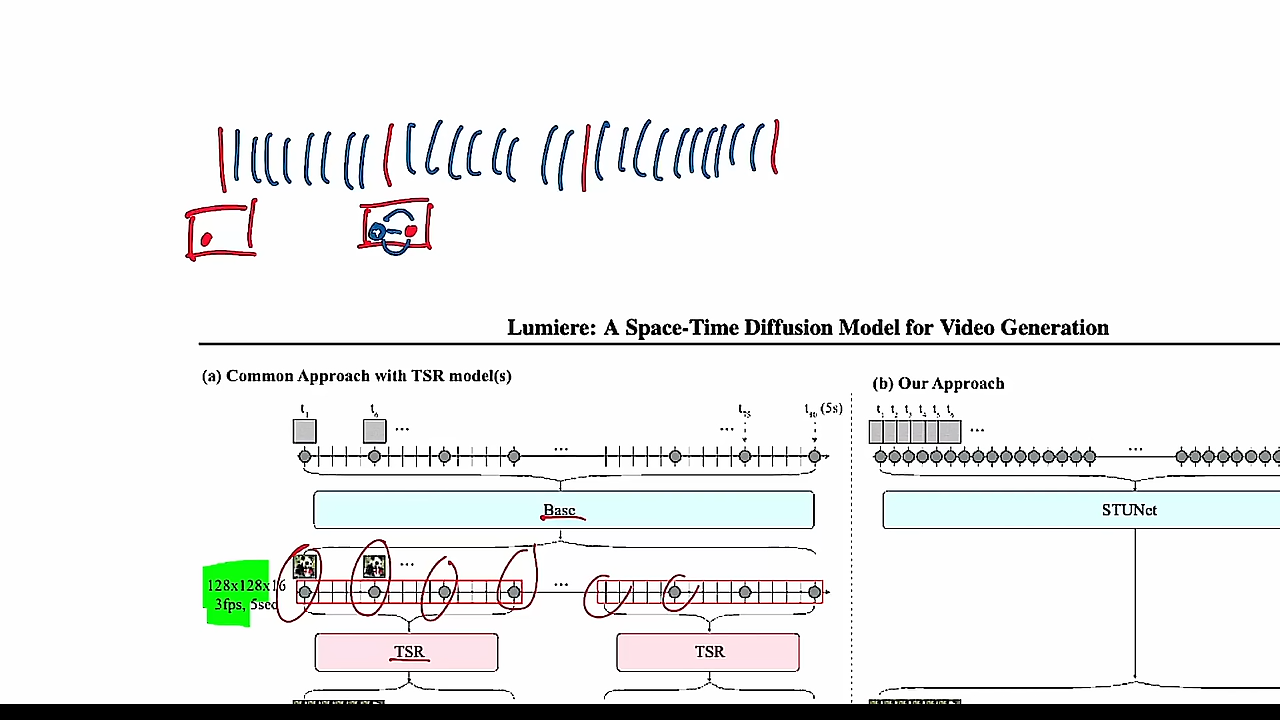 Lumiere: A Space-Time Diffusion Model for Video Generation
(a) Common Approach with TSR model(s)
(b) Our Approach
t1 t6 ... ... t75 t80 (5s)
t1 t2 t3 t4 t5 t6 ...
...
...
Base
STUNet
...
128x128x16
3fps, 5sec
...
TSR
TSR